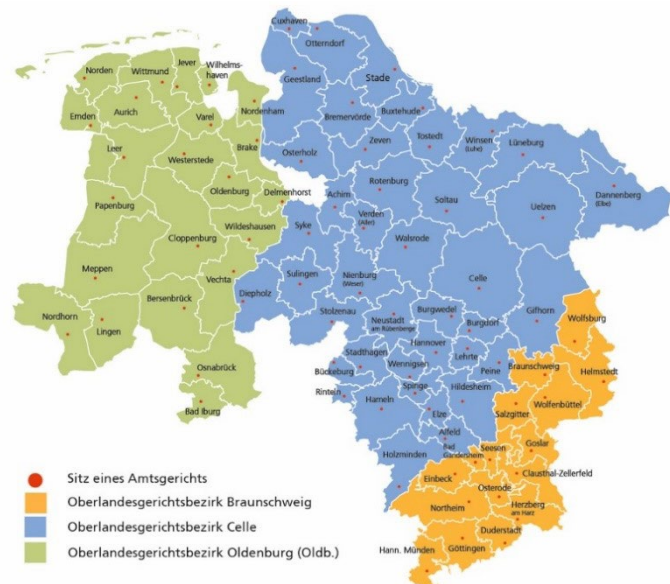 Cuxhaven
Otterndorf
Norden
Wittmund
Jever
Wilhelms-
haven
Geestland
Stade
Emden
Aurich
Varel
Nordenham
Bremervörde
Buxtehude
Leer
Westerstede
Brake
Osterholz
Zeven
Tostedt
Winsen
(Luhe)
Lüneburg
Oldenburg
Delmenhorst
Rotenburg
Dannenberg
(Elbe)
Papenburg
Achim
Soltau
Uelzen
Cloppenburg
Wildeshausen
Syke
Verden
(Aller)
Walsrode
Meppen
Vechta
Sulingen
Nienburg
(Weser)
Celle
Bersenbrück
Diepholz
Stolzenau
Neustadt
am Rübenberge
Burgwedel
Burgdorf
Gifhorn
Wolfsburg
Nordhorn
Lingen
Stadthagen
Hannover
Lehrte
Peine
Braunschweig
Helmstedt
Osnabrück
Bückeburg
Wennigsen
Rinteln
Hameln
Springe
Hildesheim
Salzgitter
Wolfenbüttel
Bad Iburg
Elze
Alfeld
Holzminden
Bad
Gandersheim
Seesen
Goslar
Clausthal-Zellerfeld
Einbeck
Osterode
Herzberg
am Harz
Northeim
Duderstadt
Hann. Münden
Göttingen
Sitz eines Amtsgerichts
Oberlandesgerichtsbezirk Braunschweig
Oberlandesgerichtsbezirk Celle
Oberlandesgerichtsbezirk Oldenburg (Oldb.)